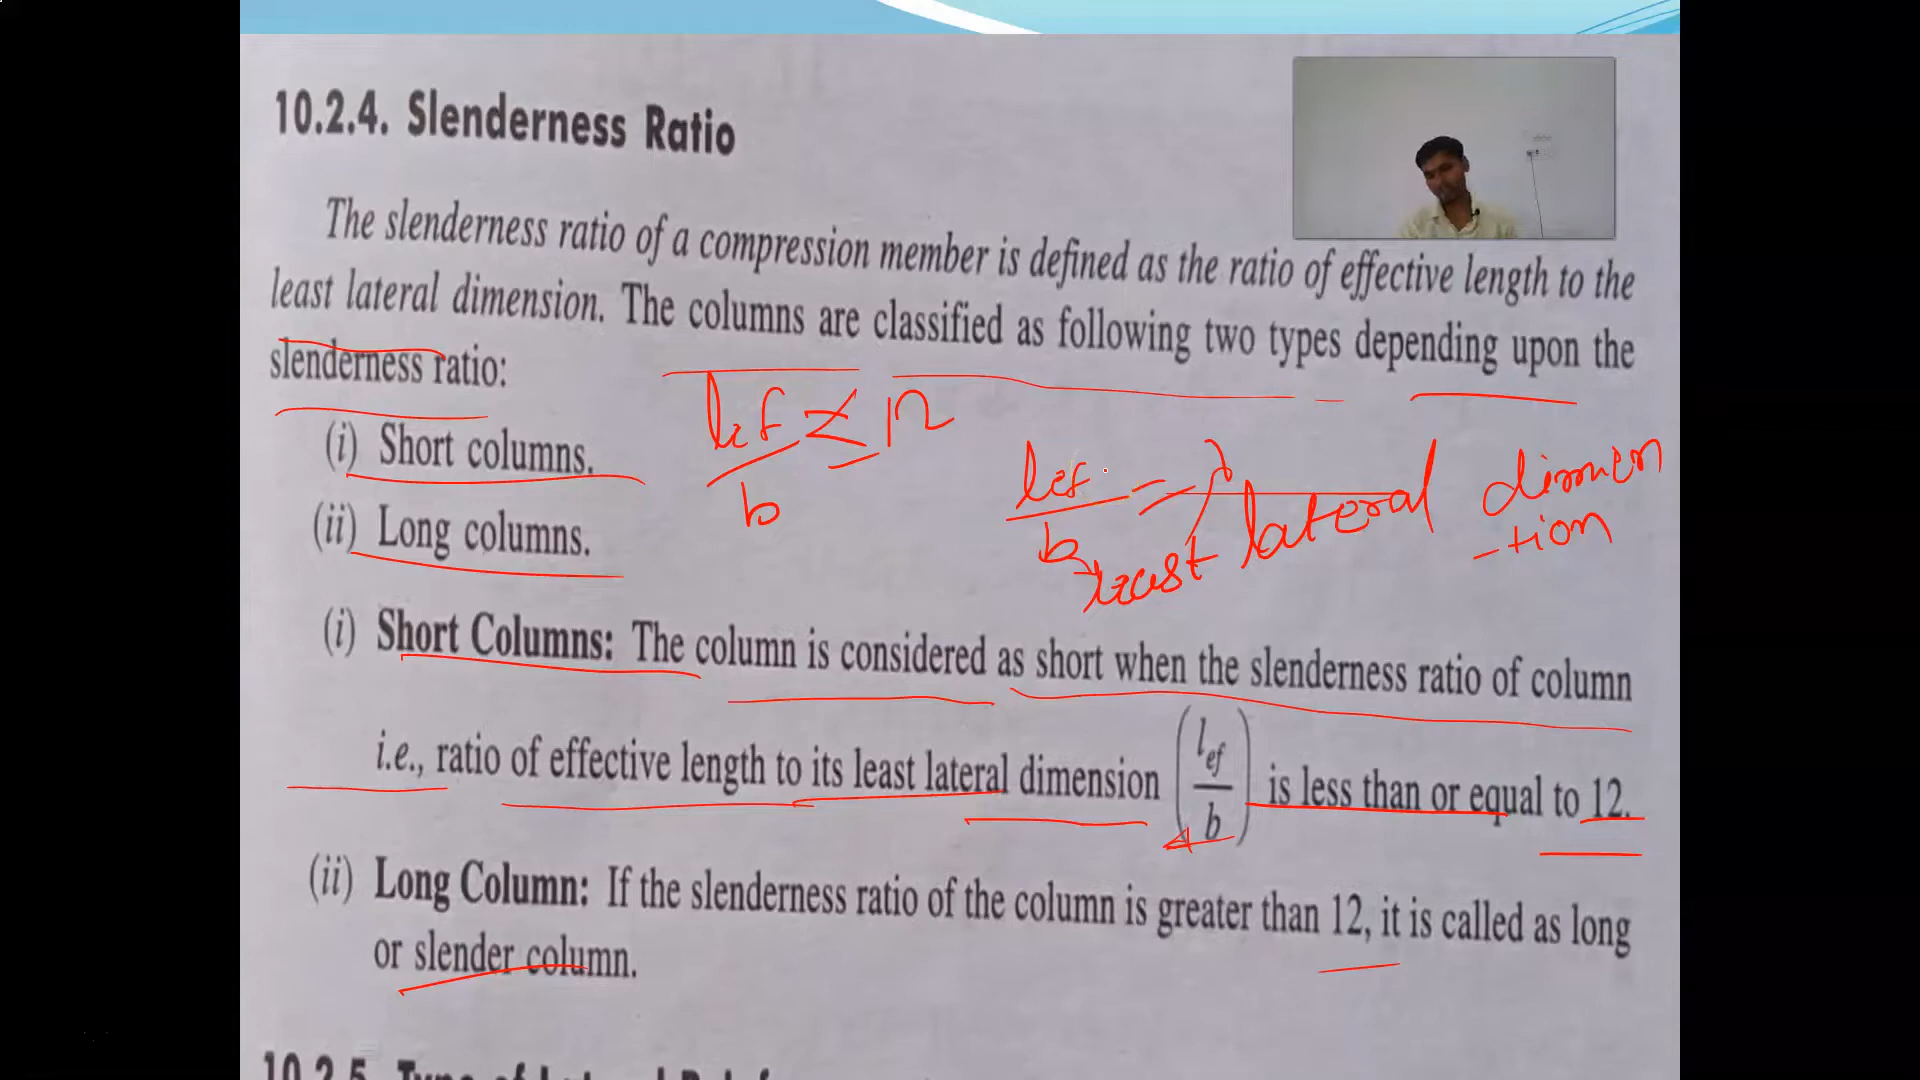 10.2.4. Slenderness Ratio
The slenderness ratio of a compression member is defined as the ratio of effective length to the
least lateral dimension. The columns are classified as following two types depending upon the
slenderness ratio:
lef/b ≤ 12
(i) Short columns.
lef/b = λ
least lateral dimen
-tion
(ii) Long columns.
(i) Short Columns: The column is considered as short when the slenderness ratio of column
i.e., ratio of effective length to its least lateral dimension (lef/b) is less than or equal to 12.
(ii) Long Column: If the slenderness ratio of the column is greater than 12, it is called as long
or slender column.
10.2.5.